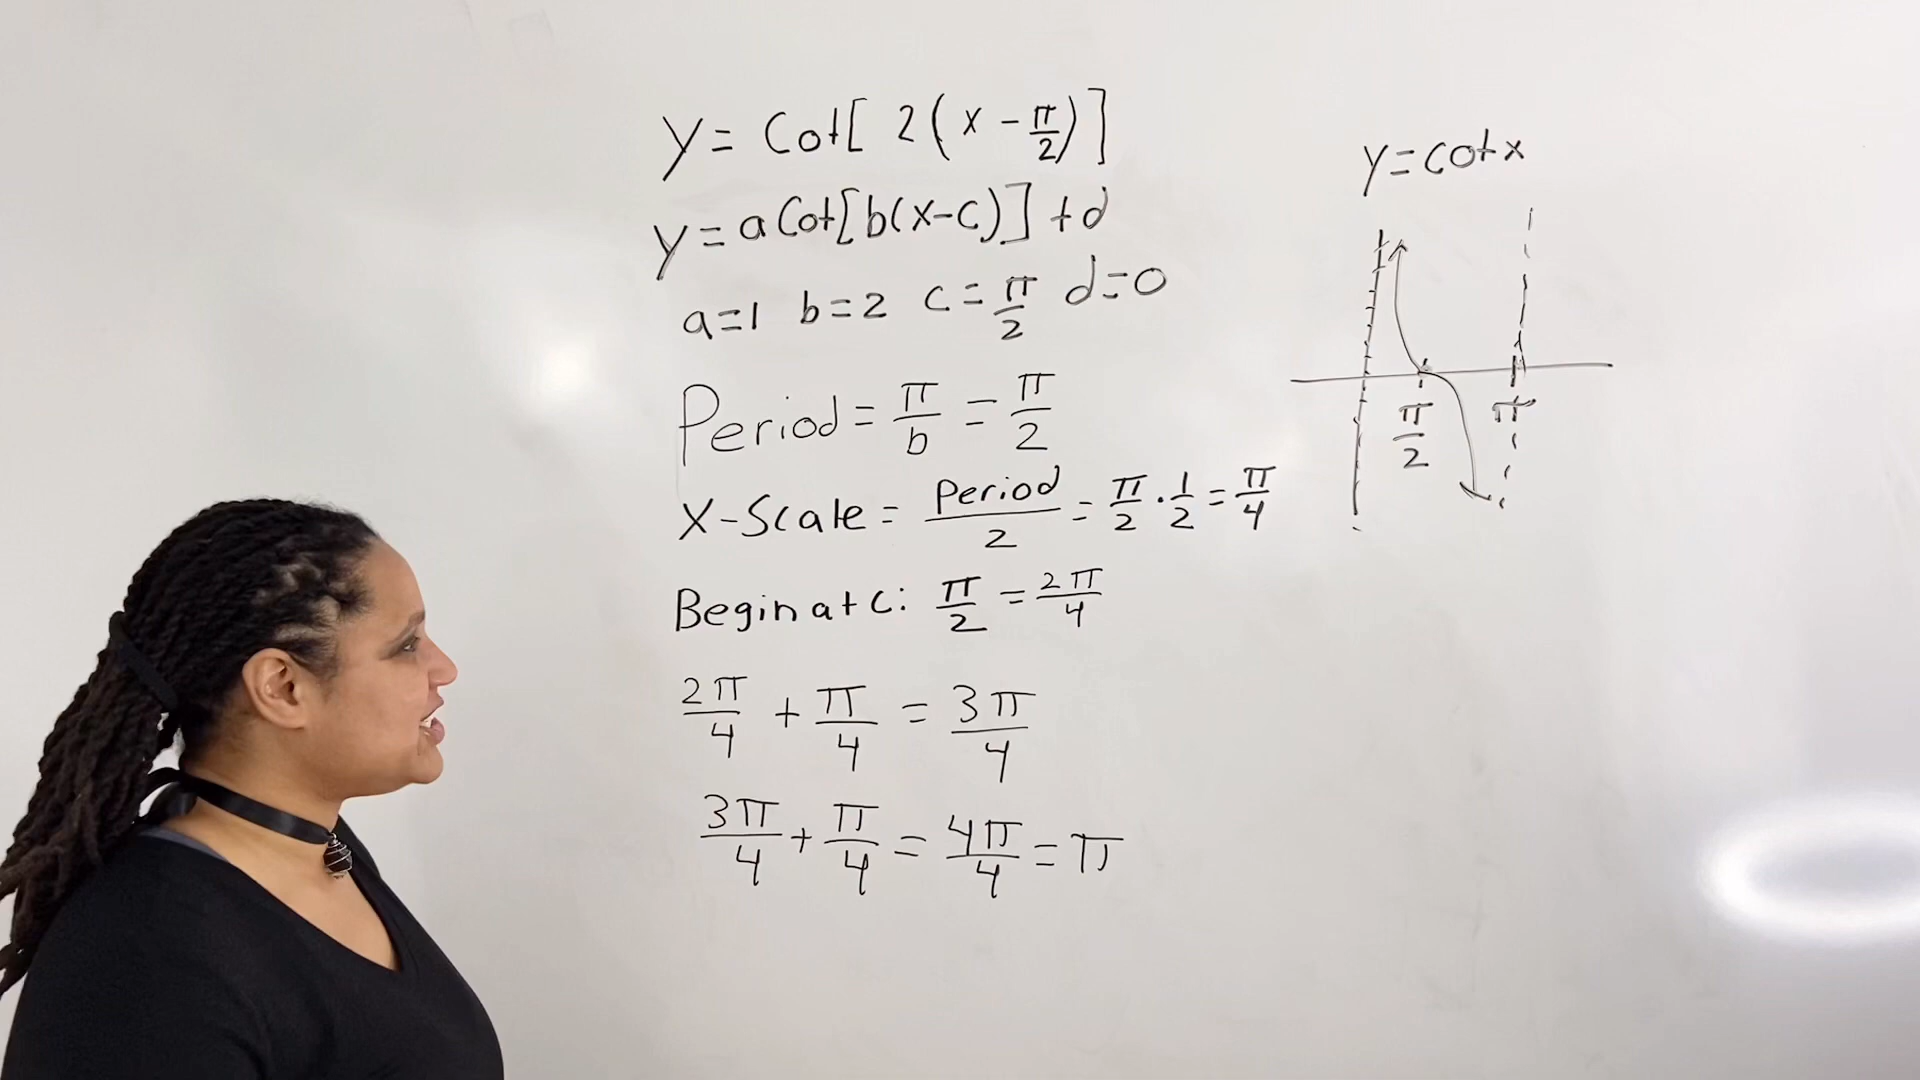 y = Cot[ 2(x - π/2)]
y = a Cot[b(x-c)] + d
a=1 b=2 c=π/2 d=0
Period = π/b = π/2
X-Scale = Period/2 = π/2 · 1/2 = π/4
Begin at C: π/2 = 2π/4
2π/4 + π/4 = 3π/4
3π/4 + π/4 = 4π/4 = π
y=cotx
π/2 π